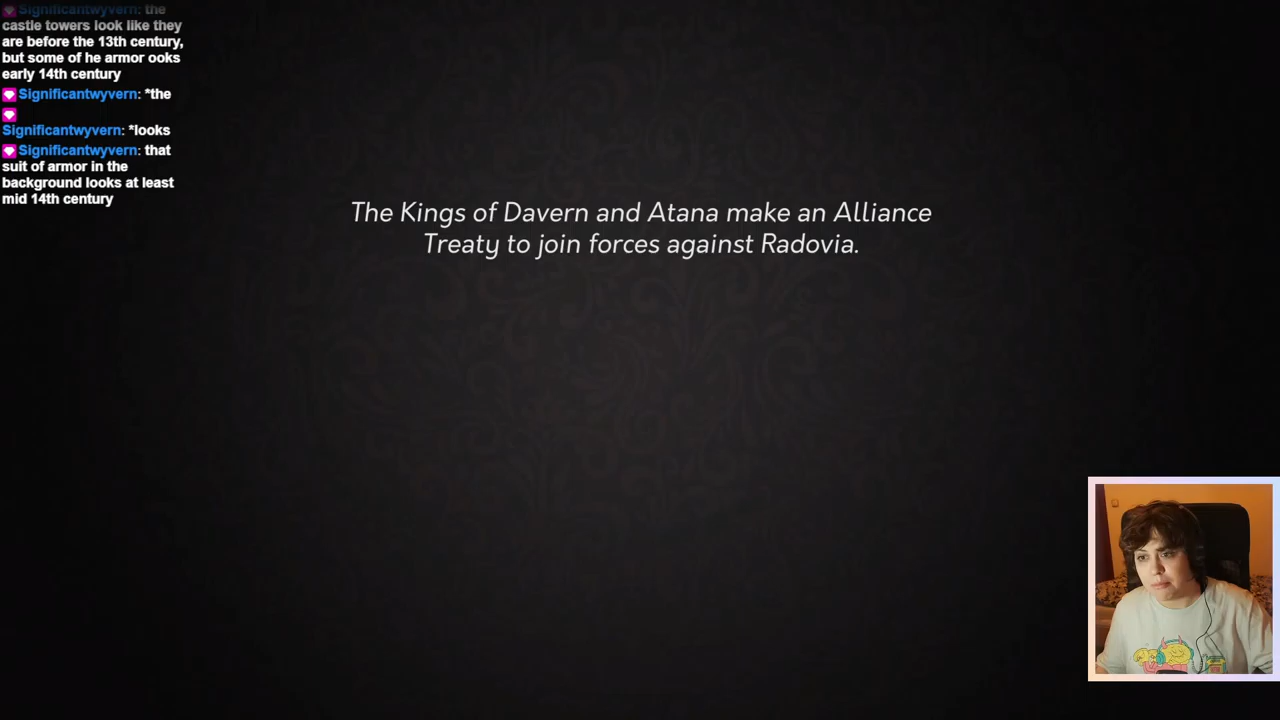 Significantwyvern: the
castle towers look like they
are before the 13th century,
but some of he armor ooks
early 14th century
Significantwyvern: *the
Significantwyvern: *looks
Significantwyvern: that
suit of armor in the
background looks at least
mid 14th century
The Kings of Davern and Atana make an Alliance
Treaty to join forces against Radovia.